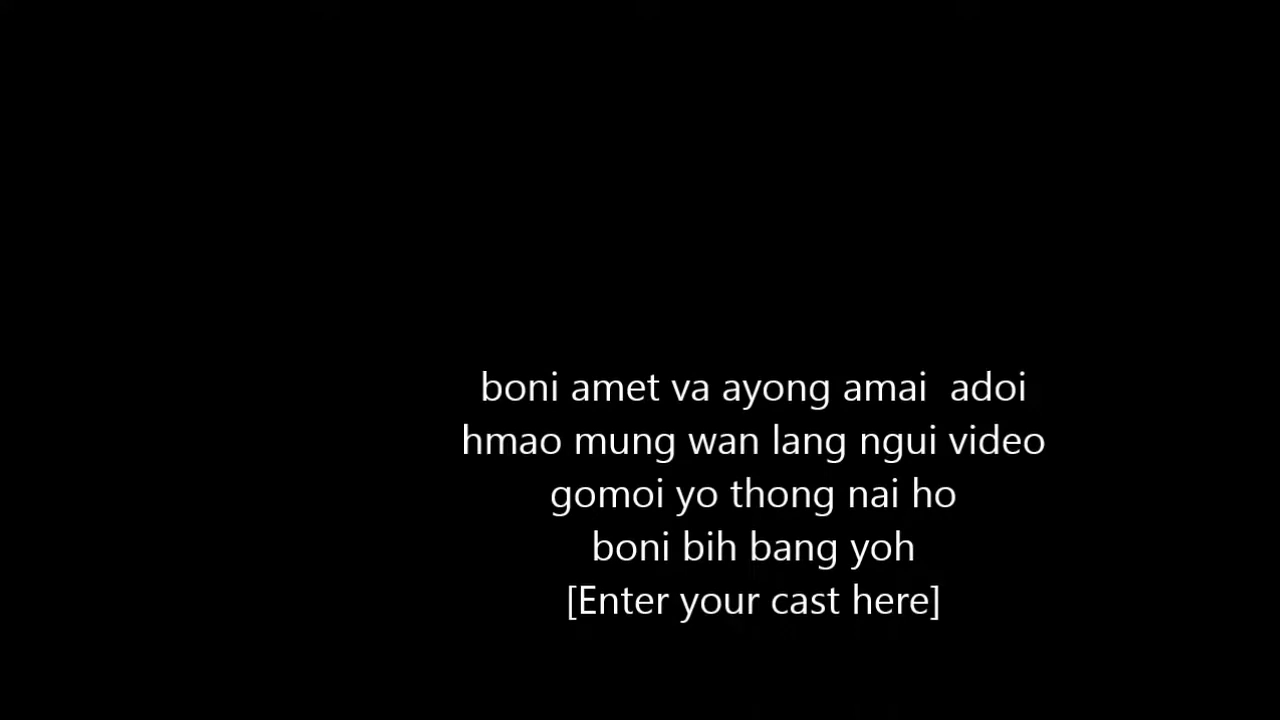 boni amet va ayong amai  adoi
hmao mung wan lang ngui video
gomoi yo thong nai ho
boni bih bang yoh
[Enter your cast here]